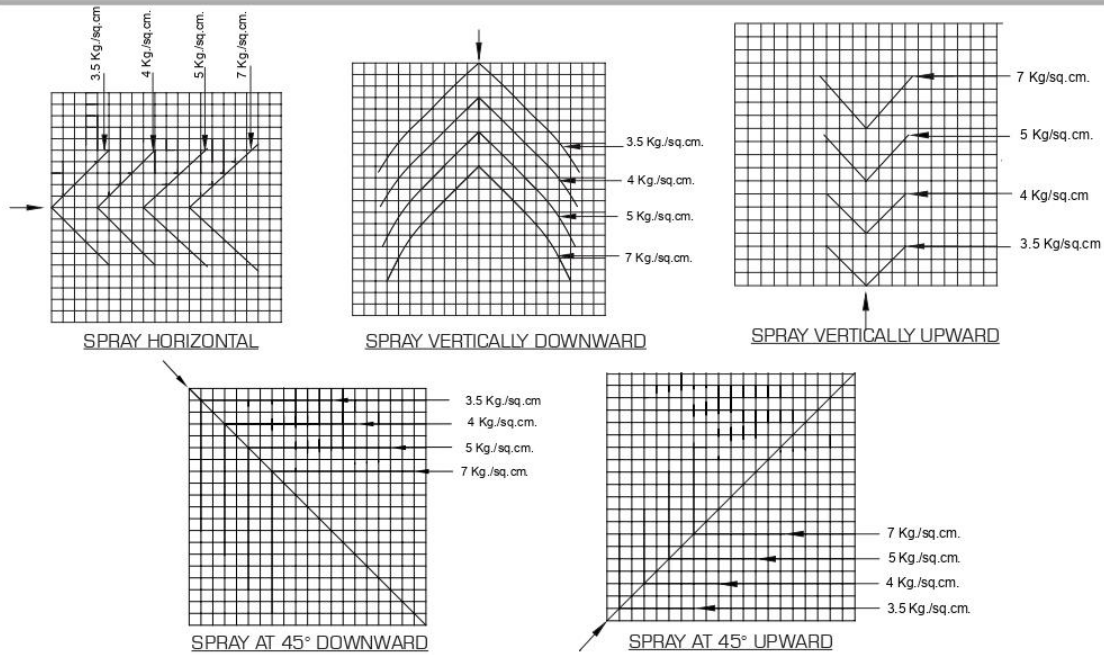 3.5 Kg./sq.cm
4 Kg./sq.cm.
5 Kg./sq.cm.
7 Kg./sq.cm.
SPRAY HORIZONTAL
3.5 Kg./sq.cm.
4 Kg./sq.cm.
5 Kg./sq.cm.
7 Kg./sq.cm.
SPRAY VERTICALLY DOWNWARD
7 Kg/sq.cm.
5 Kg/sq.cm.
4 Kg/sq.cm
3.5 Kg/sq.cm
SPRAY VERTICALLY UPWARD
3.5 Kg./sq.cm
4 Kg./sq.cm.
5 Kg./sq.cm.
7 Kg./sq.cm.
SPRAY AT 45° DOWNWARD
7 Kg./sq.cm.
5 Kg./sq.cm.
4 Kg./sq.cm.
3.5 Kg./sq.cm.
SPRAY AT 45° UPWARD